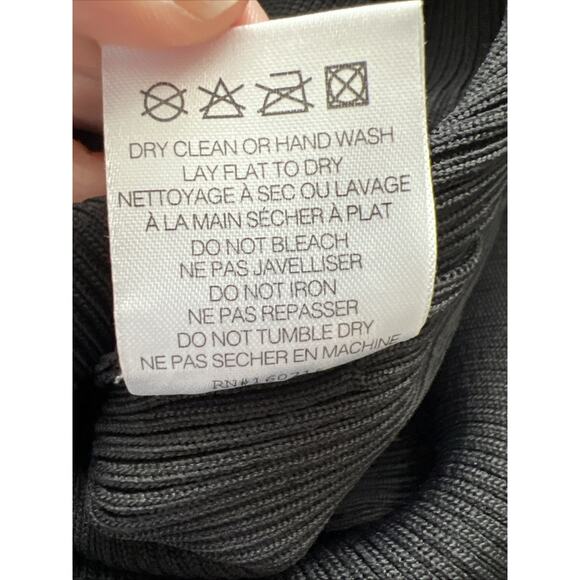 DRY CLEAN OR HAND WASH
LAY FLAT TO DRY
NETTOYAGE À SEC OU LAVAGE
À LA MAIN SÉCHER À PLAT
DO NOT BLEACH
NE PAS JAVELLISER
DO NOT IRON
NE PAS REPASSER
DO NOT TUMBLE DRY
NE PAS SECHER EN MACHINE